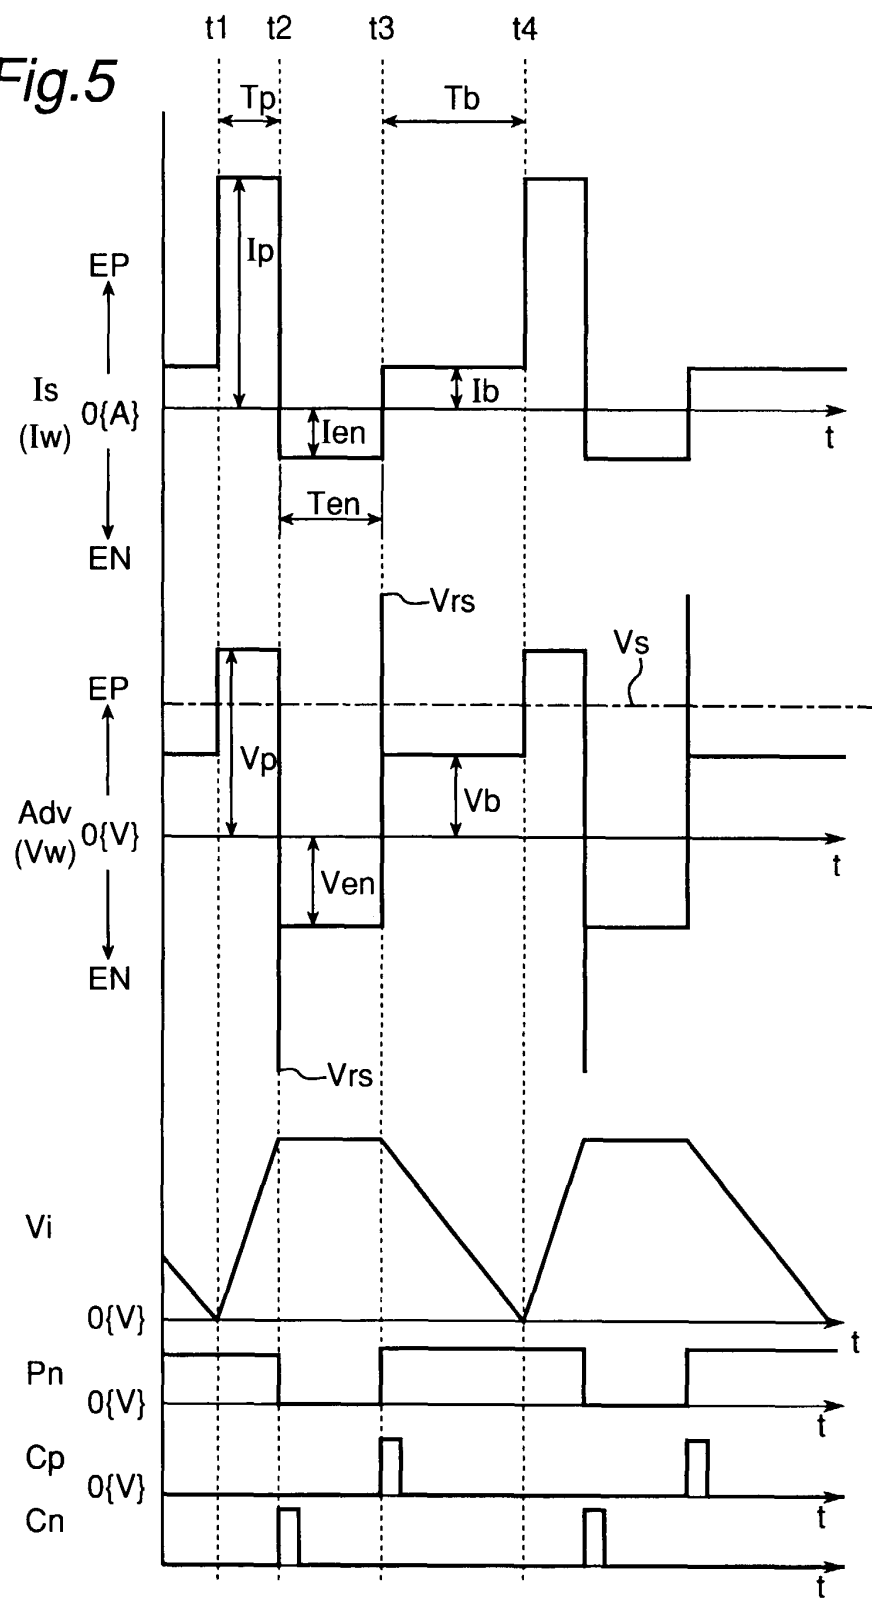 t1 t2 t3 t4
Fig.5
Tp Tb
Ip
EP
Is
(Iw)
0{A}
Ib
t
Ien
Ten
EN
Vrs
Vs
EP
Vp
Vb
Adv
(Vw)
0{V}
t
Ven
EN
Vrs
Vi
0{V}
t
Pn
0{V}
t
Cp
0{V}
t
Cn
t